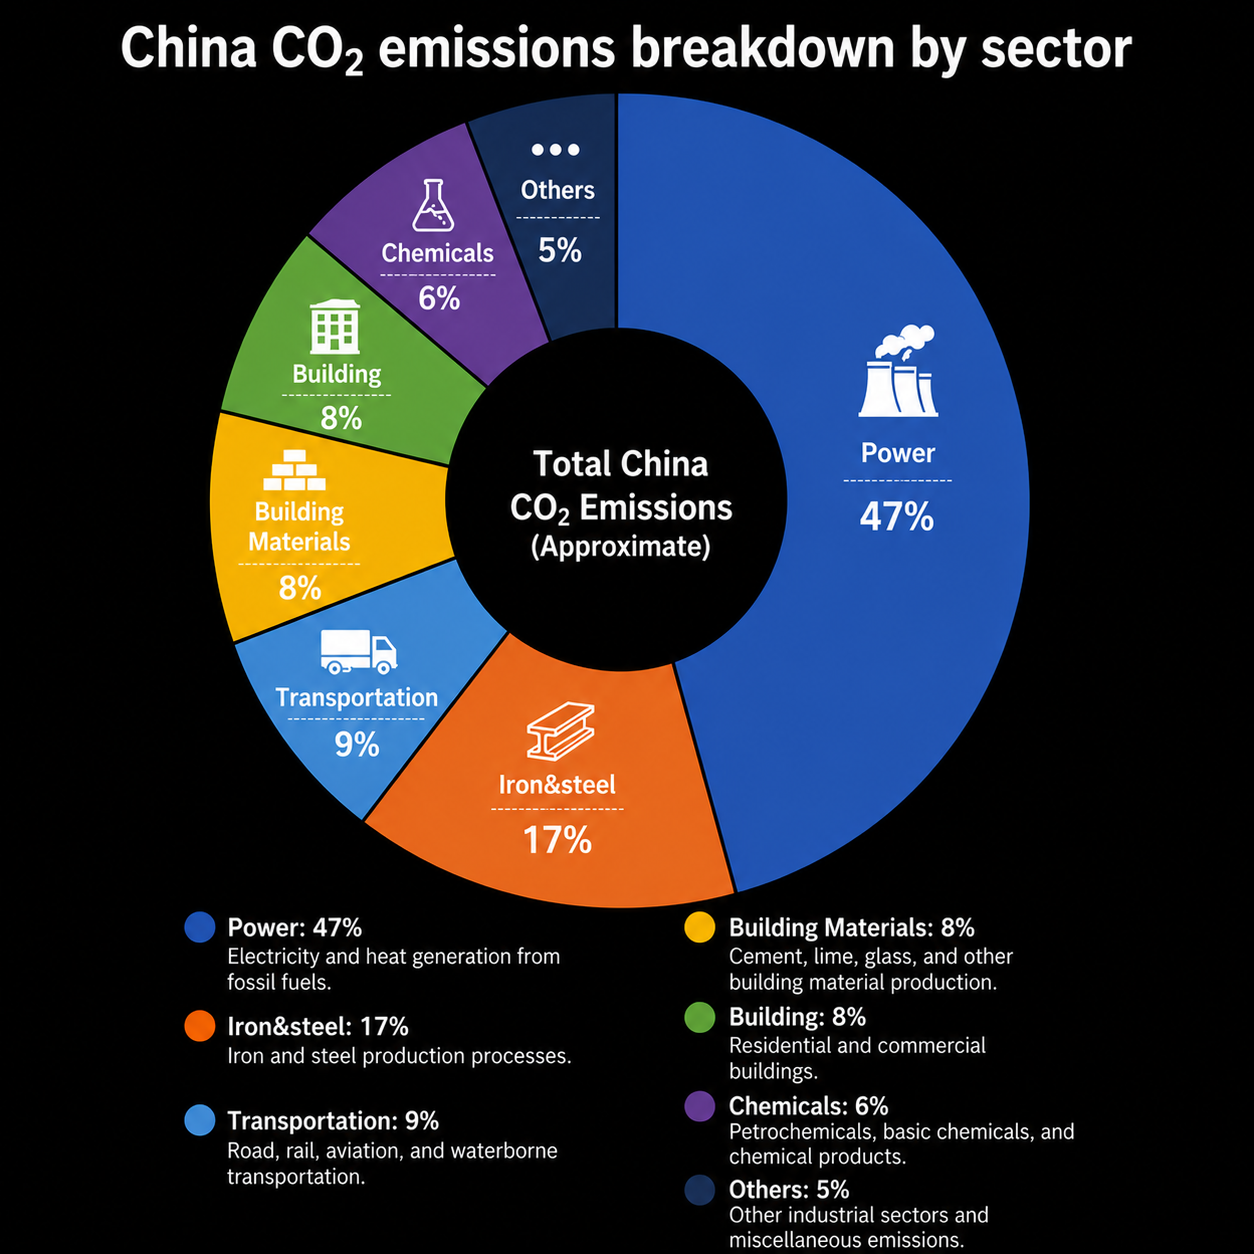 China CO₂ emissions breakdown by sector
Others
5%
Chemicals
6%
Building
8%
Building
Materials
8%
Transportation
9%
Iron&steel
17%
Power
47%
Total China
CO₂ Emissions
(Approximate)
Power: 47%
Electricity and heat generation from
fossil fuels.
Iron&steel: 17%
Iron and steel production processes.
Transportation: 9%
Road, rail, aviation, and waterborne
transportation.
Building Materials: 8%
Cement, lime, glass, and other
building material production.
Building: 8%
Residential and commercial
buildings.
Chemicals: 6%
Petrochemicals, basic chemicals, and
chemical products.
Others: 5%
Other industrial sectors and
miscellaneous emissions.